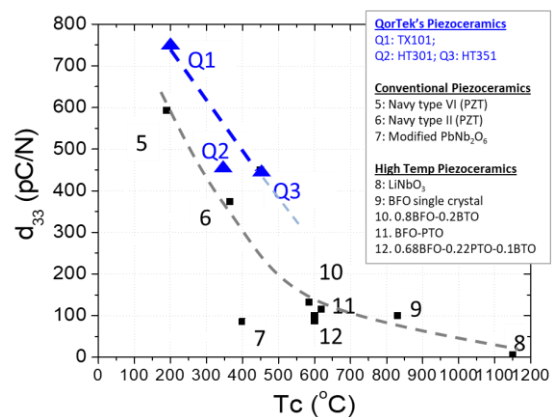 800
700
600
500
400
300
200
100
0
d33 (pC/N)
0 100 200 300 400 500 600 700 800 900 10001100 1200
Tc (°C)
Q1
Q2
Q3
5
6
7
8
9
10
11
12
QorTek's Piezoceramics
Q1: TX101;
Q2: HT301; Q3: HT351
Conventional Piezoceramics
5: Navy type VI (PZT)
6: Navy type II (PZT)
7: Modified PbNb2O6
High Temp Piezoceramics
8: LiNbO3
9: BFO single crystal
10. 0.8BFO-0.2BTO
11. BFO-PTO
12. 0.68BFO-0.22PTO-0.1BTO